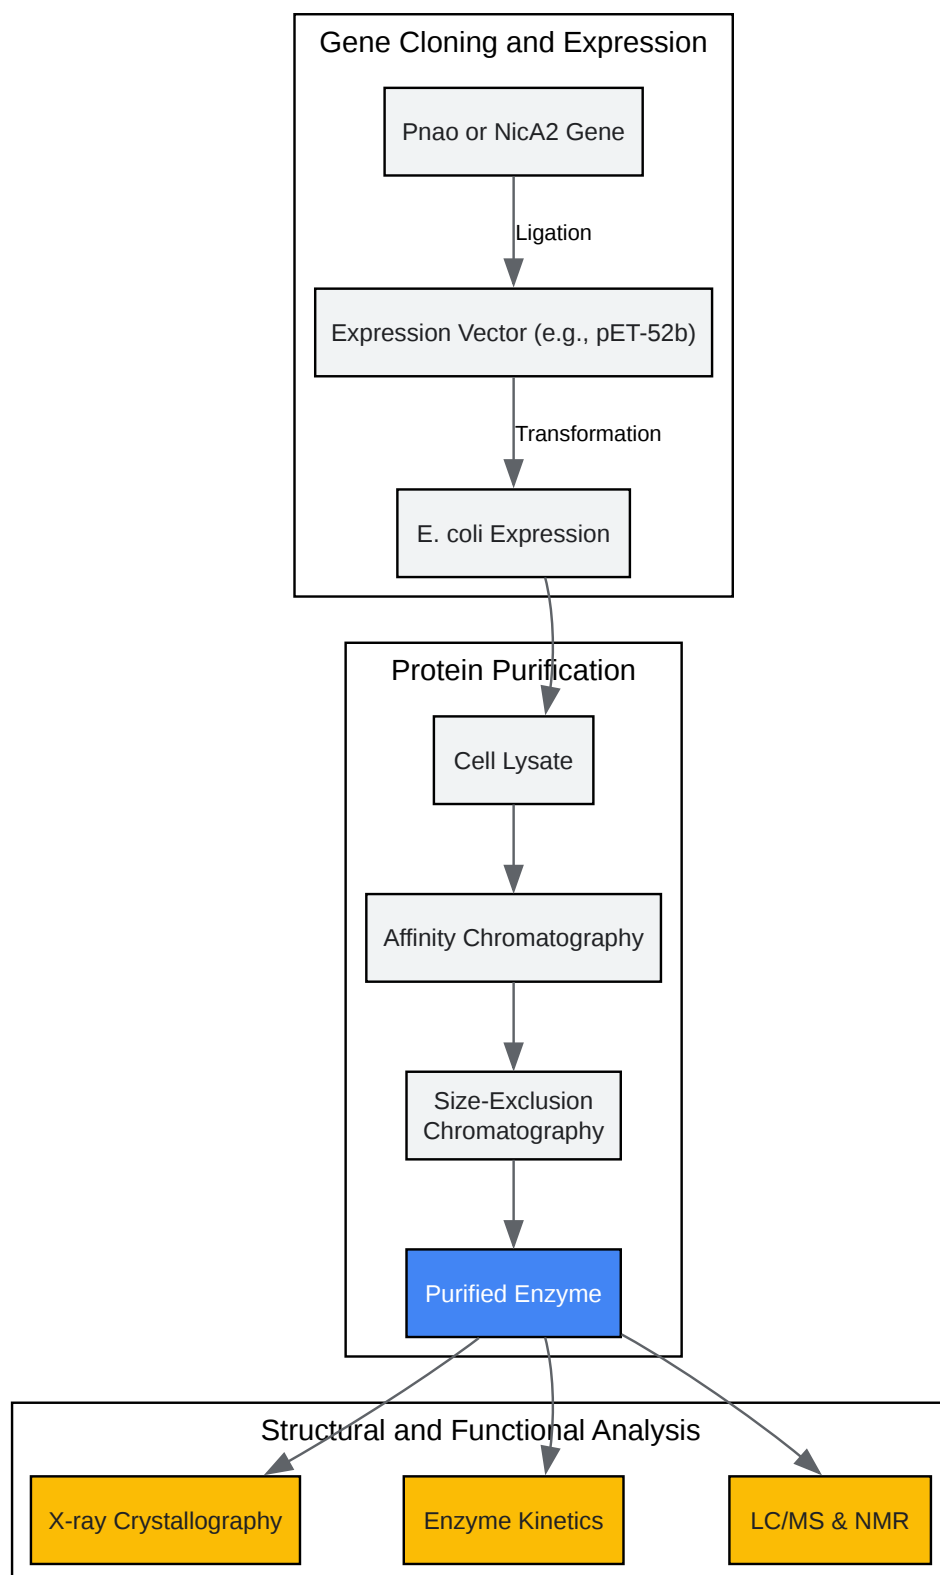 Gene Cloning and Expression
Pnao or NicA2 Gene
Ligation
Expression Vector (e.g., pET-52b)
Transformation
E. coli Expression
Protein Purification
Cell Lysate
Affinity Chromatography
Size-Exclusion
Chromatography
Purified Enzyme
Structural and Functional Analysis
X-ray Crystallography
Enzyme Kinetics
LC/MS & NMR